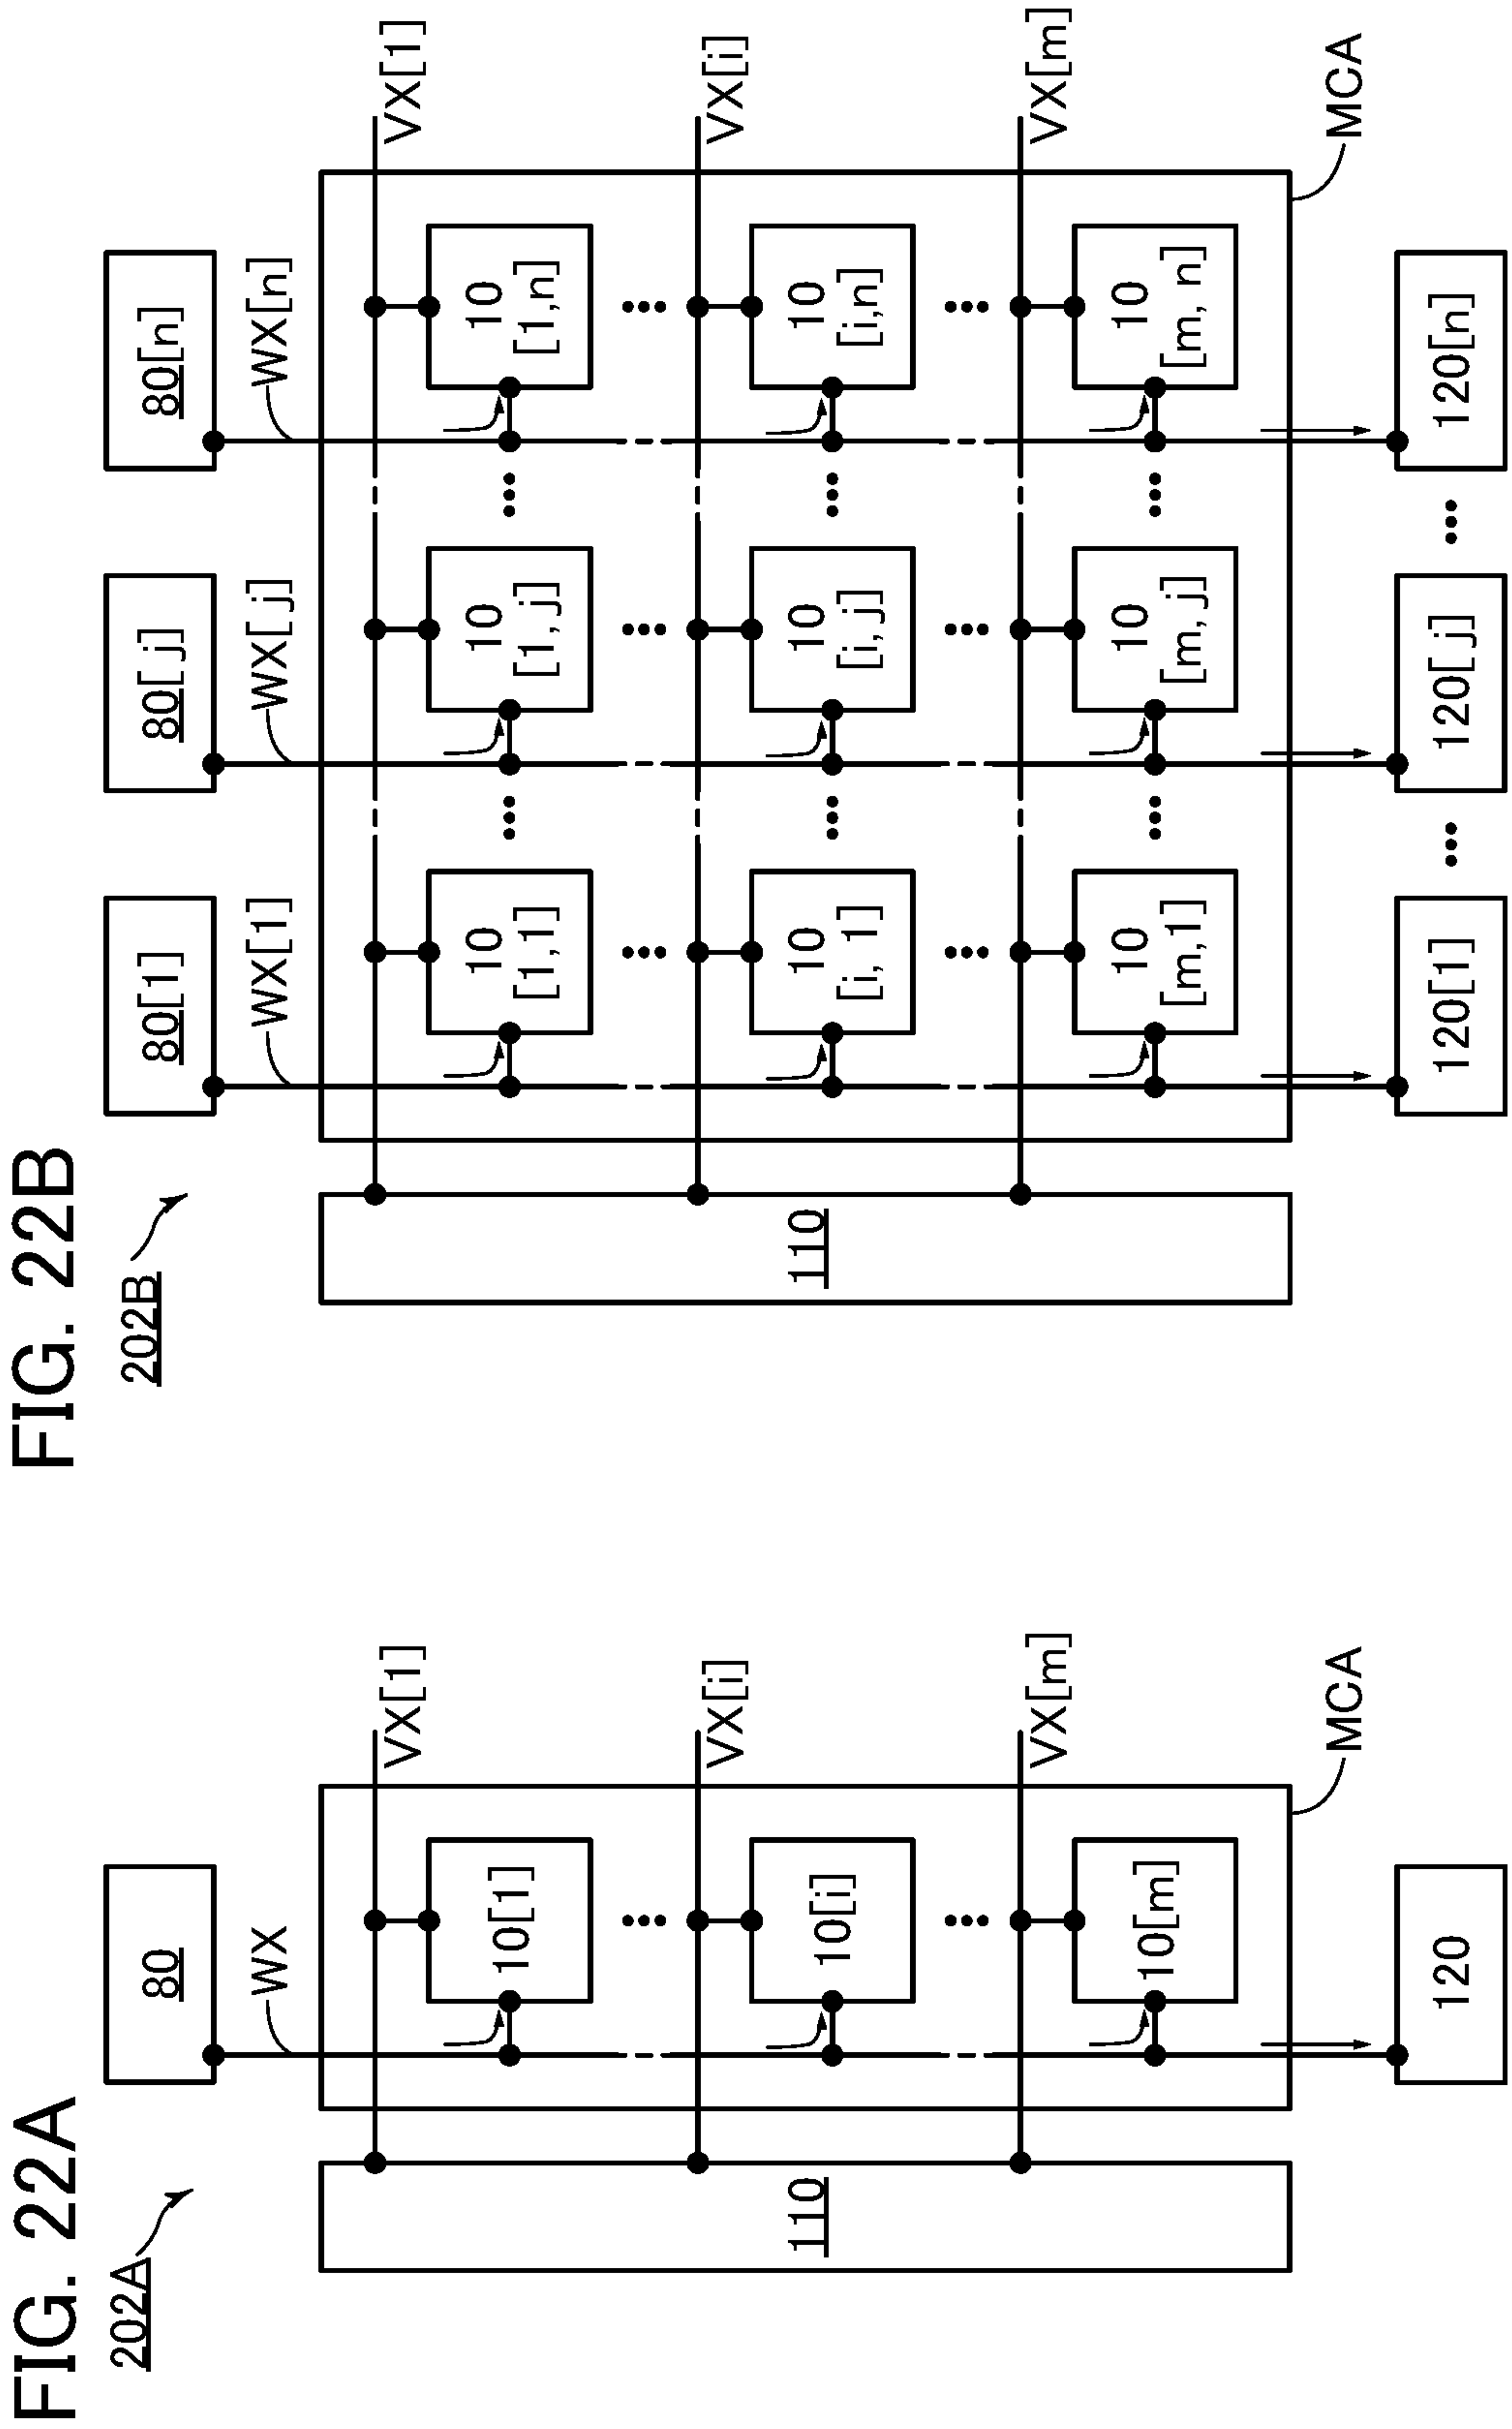 FIG. 22A
202A
80
WX
VX[1]
10[1]
VX[i]
110
10[i]
VX[m]
10[m]
MCA
120
FIG. 22B
202B
80[1]
80[j]
80[n]
WX[1]
WX[j]
WX[n]
VX[1]
10
[1,1]
10
[1,j]
10
[1,n]
VX[i]
110
10
[i,1]
10
[i,j]
10
[i,n]
VX[m]
10
[m,1]
10
[m,j]
10
[m,n]
MCA
120[1]
120[j]
120[n]